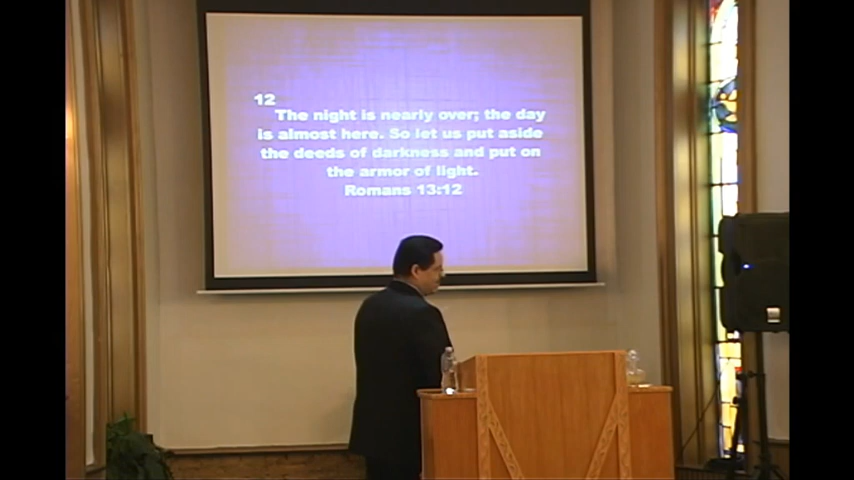 12
The night is nearly over; the day
is almost here. So let us put aside
the deeds of darkness and put on
the armor of light.
Romans 13:12